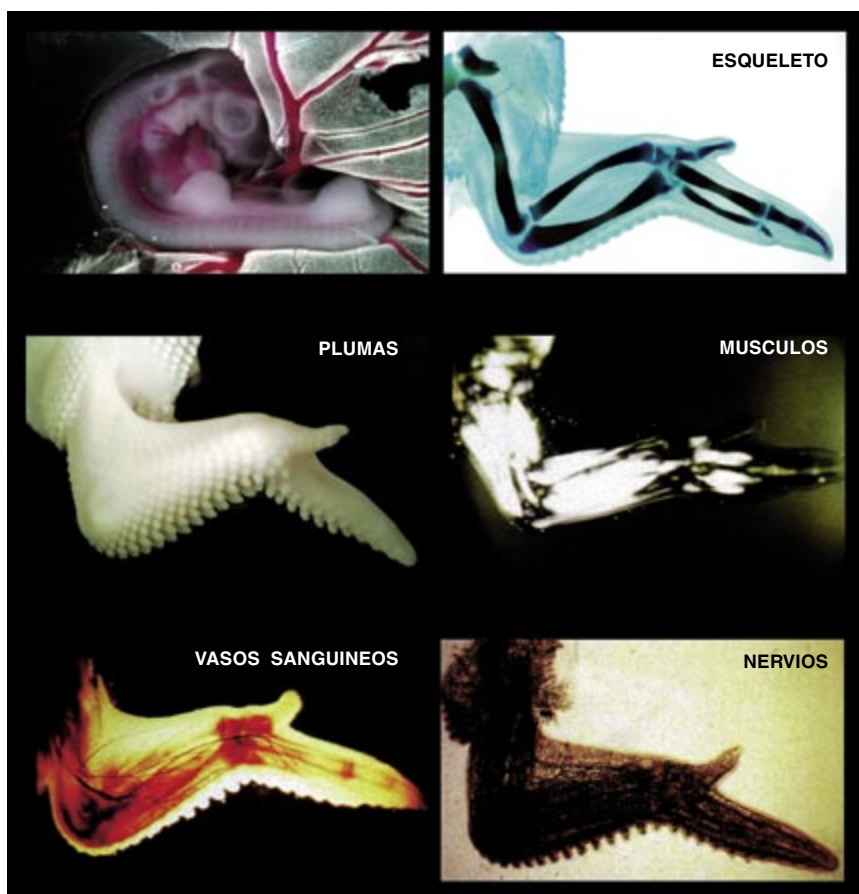 ESQUELETO
PLUMAS
MUSCULOS
VASOS SANGUINEOS
NERVIOS